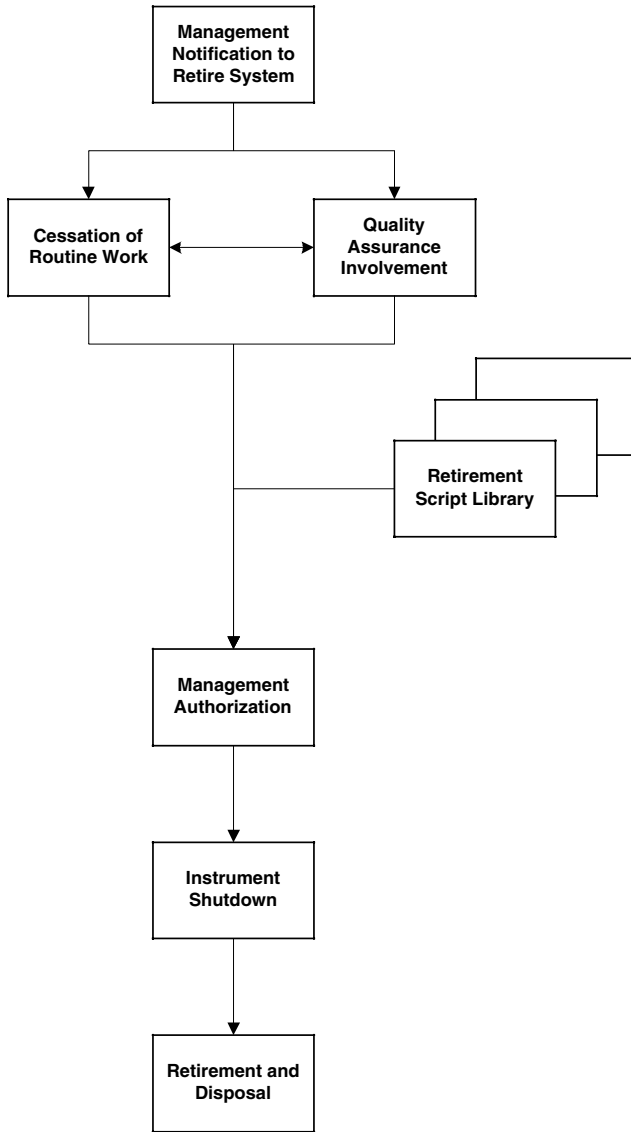 Management
Notification to
Retire System
Cessation of
Routine Work
Quality
Assurance
Involvement
Retirement
Script Library
Management
Authorization
Instrument
Shutdown
Retirement and
Disposal